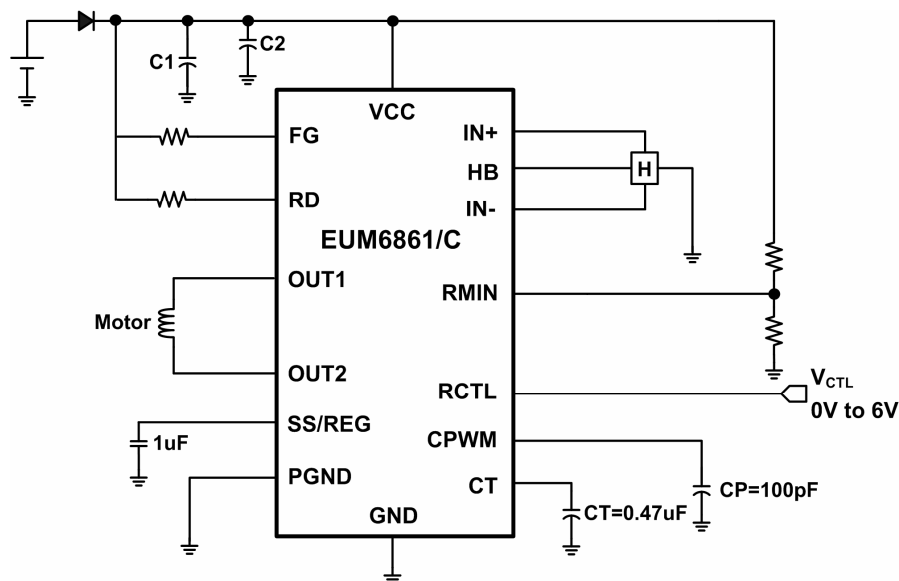 C1
C2
VCC
FG
IN+
HB
H
RD
IN-
EUM6861/C
OUT1
RMIN
Motor
OUT2
RCTL
VCTL
0V to 6V
SS/REG
1uF
CPWM
PGND
CT
CP=100pF
GND
CT=0.47uF